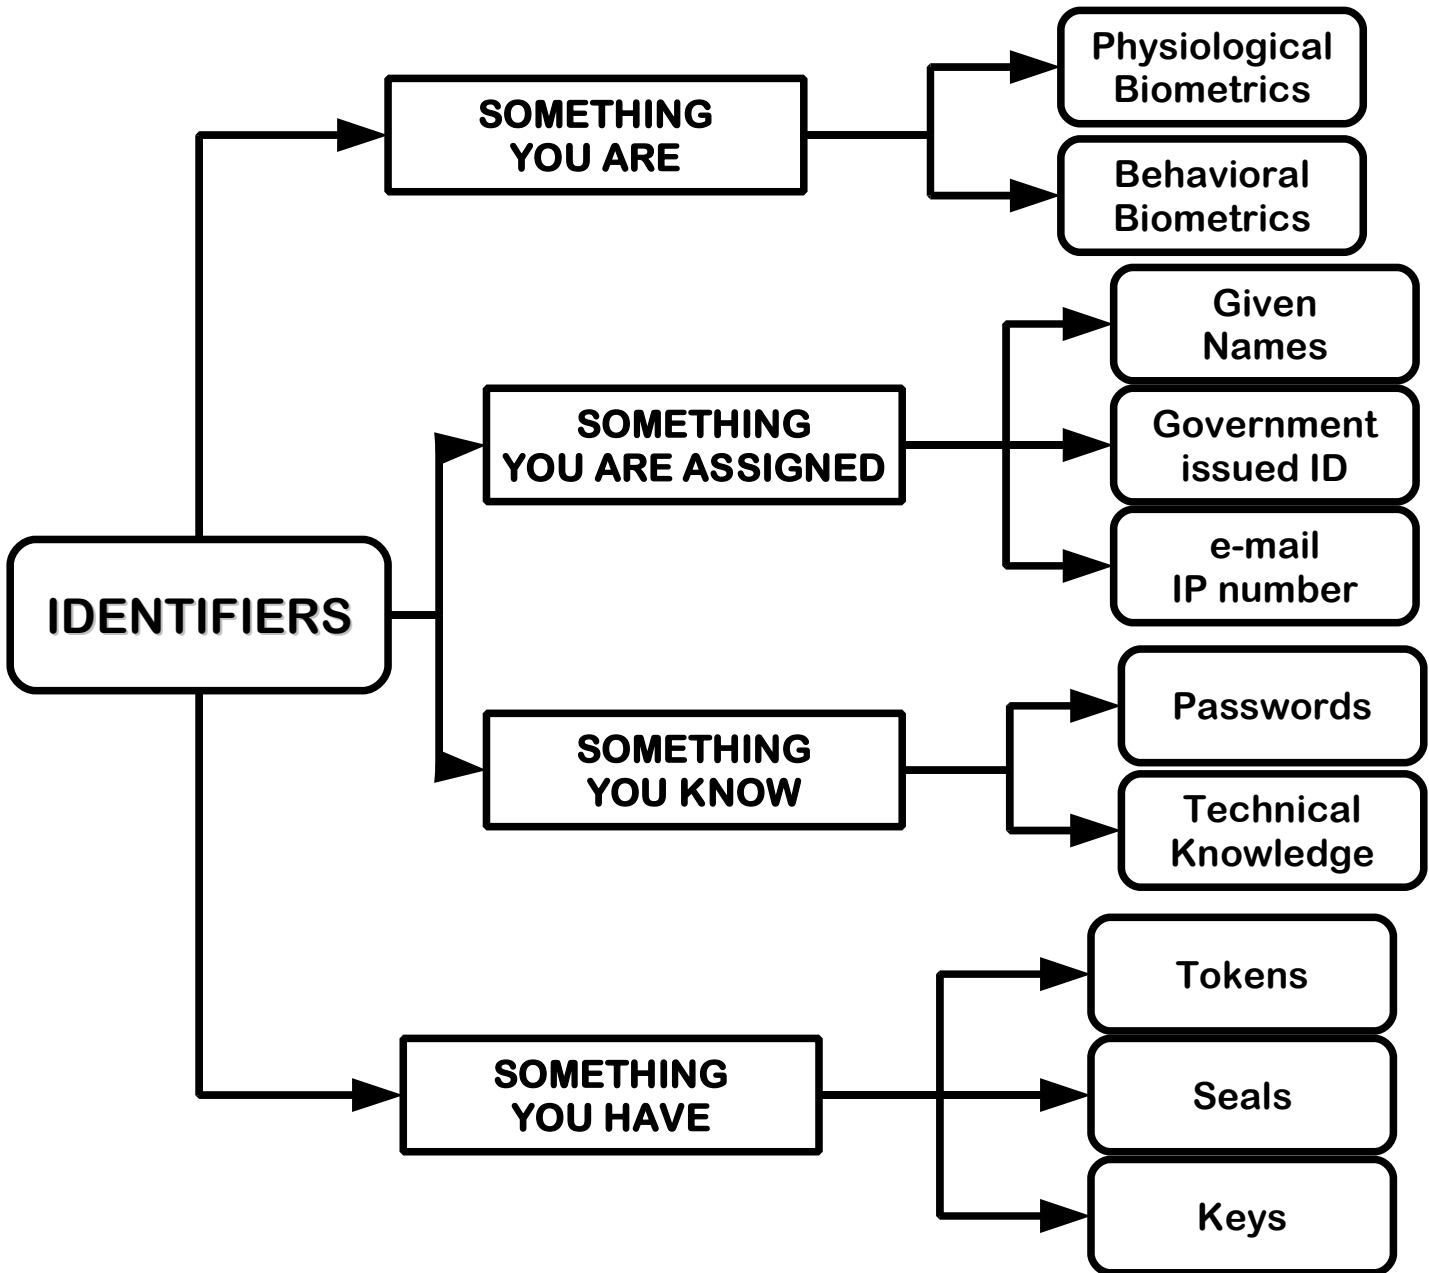 Physiological
Biometrics
SOMETHING
YOU ARE
Behavioral
Biometrics
Given
Names
SOMETHING
YOU ARE ASSIGNED
Government
issued ID
e-mail
IP number
IDENTIFIERS
Passwords
SOMETHING
YOU KNOW
Technical
Knowledge
Tokens
SOMETHING
YOU HAVE
Seals
Keys